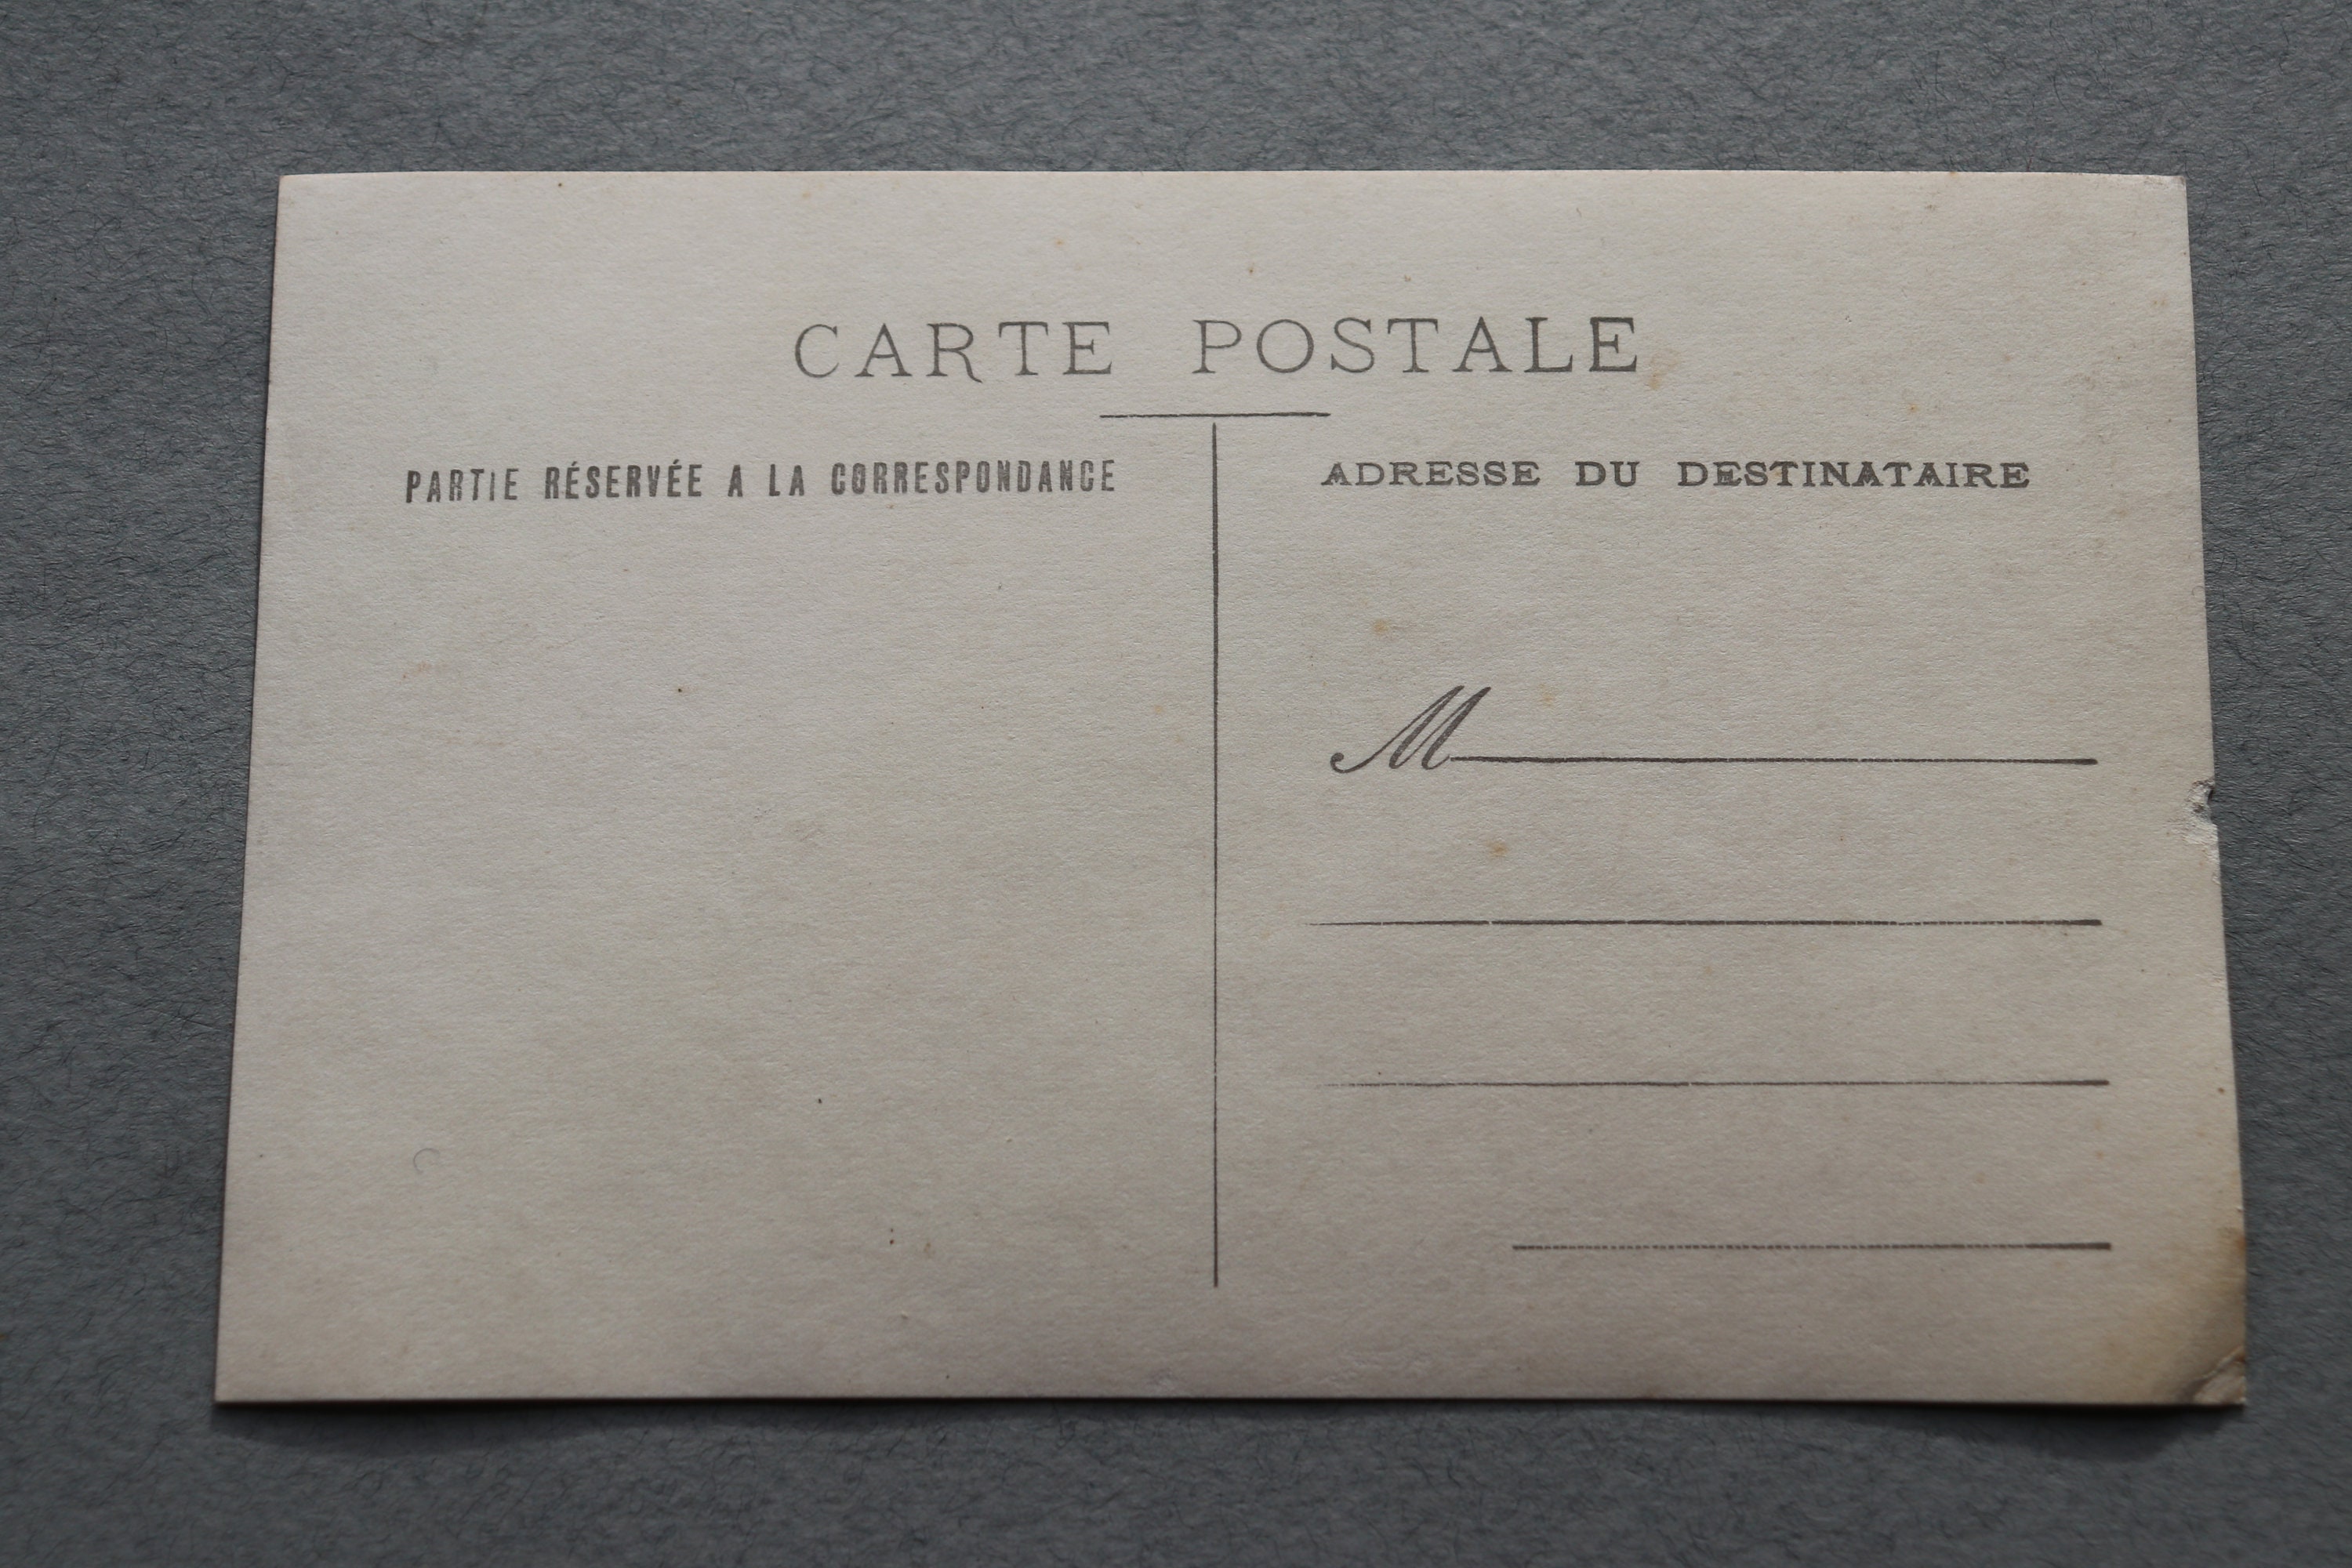 CARTE POSTALE
PARTIE RÉSERVÉE A LA CORRESPONDANCE
ADRESSE DU DESTINATAIRE
M